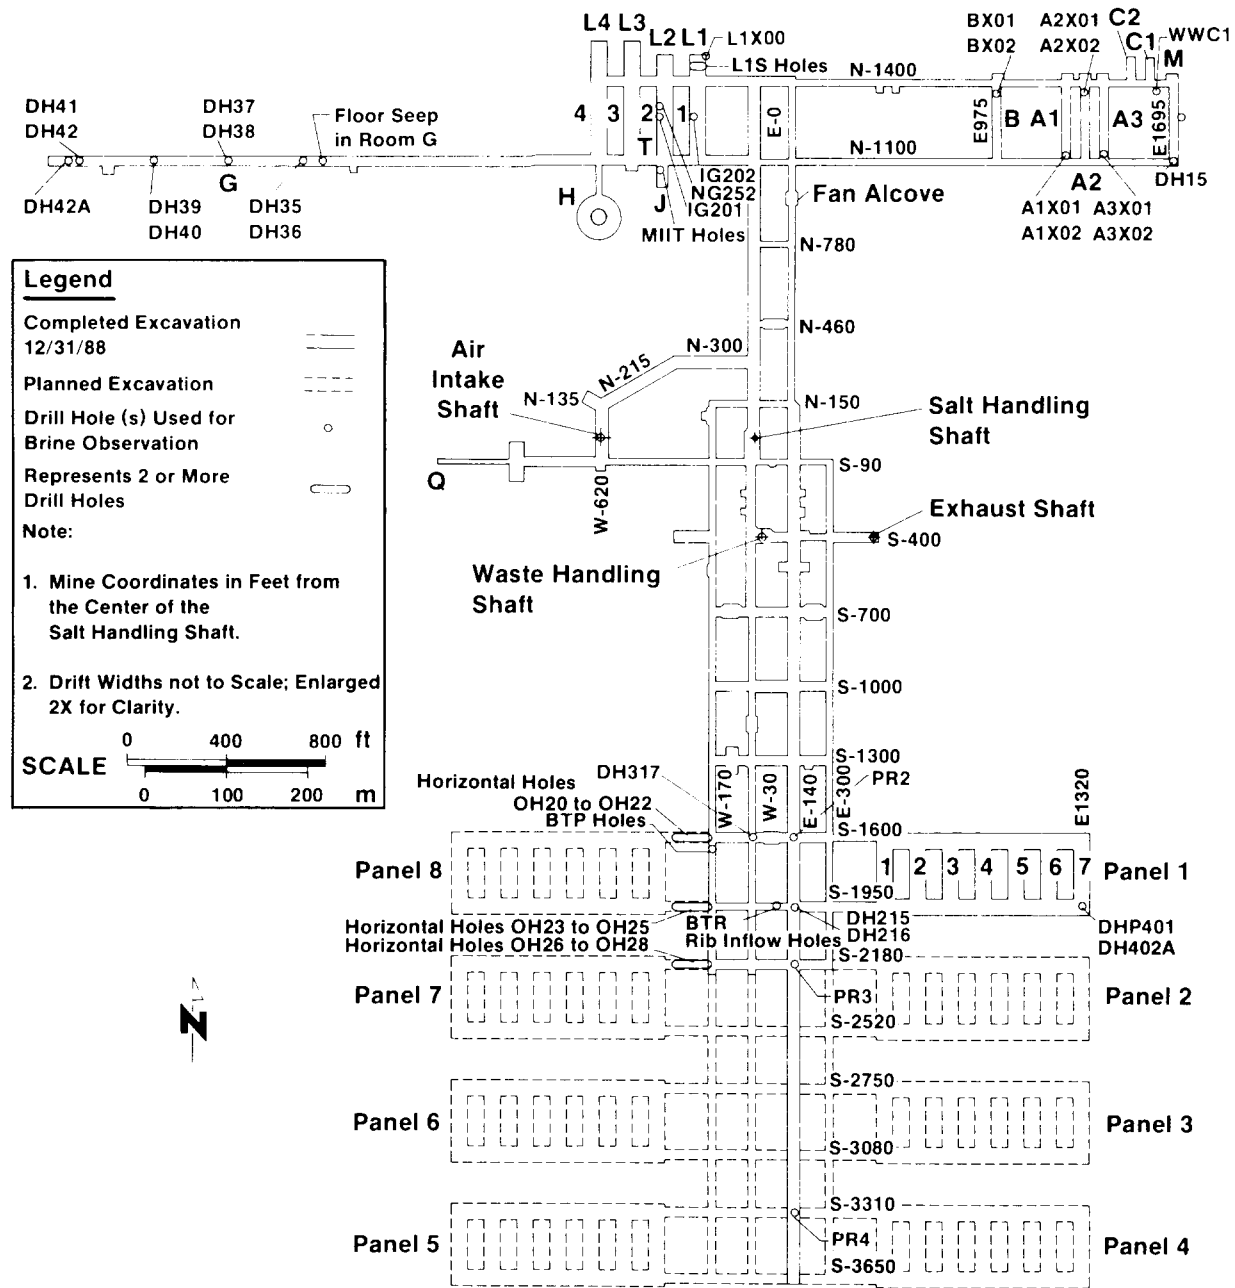 L4 L3 L2 L1
L1X00
L1S Holes
BX01
BX02
A2X01
A2X02
C2
C1
WWC1
M
N-1400
4 3 2 1
T
E-0
E975
B A1
A3
E1695
N-1100
DH41
DH42
DH37
DH38
Floor Seep
in Room G
DH42A
DH39
DH40
G
DH35
DH36
H
J
IG202
NG252
IG201
MIIT Holes
Fan Alcove
A2
DH15
A1X01
A1X02
A3X01
A3X02
N-780
N-460
N-300
N-215
N-135
N-150
Air
Intake
Shaft
Salt Handling
Shaft
Q
W-620
S-90
Exhaust Shaft
S-400
Waste Handling
Shaft
S-700
S-1000
S-1300
Legend
Completed Excavation
12/31/88
Planned Excavation
Drill Hole (s) Used for
Brine Observation
Represents 2 or More
Drill Holes
Note:
1. Mine Coordinates in Feet from
the Center of the
Salt Handling Shaft.
2. Drift Widths not to Scale; Enlarged
2X for Clarity.
0 400 800 ft
SCALE
0 100 200 m
Horizontal Holes
OH20 to OH22
BTP Holes
DH317
W-170
W-30
E-140
E-300
PR2
E1320
S-1600
Panel 8
1 2 3 4 5 6 7
Panel 1
S-1950
Horizontal Holes OH23 to OH25
Horizontal Holes OH26 to OH28
BTR
Rib Inflow Holes
DH215
DH216
DHP401
DH402A
S-2180
Panel 7
PR3
Panel 2
S-2520
N
S-2750
Panel 6
Panel 3
S-3080
S-3310
Panel 5
PR4
Panel 4
S-3650